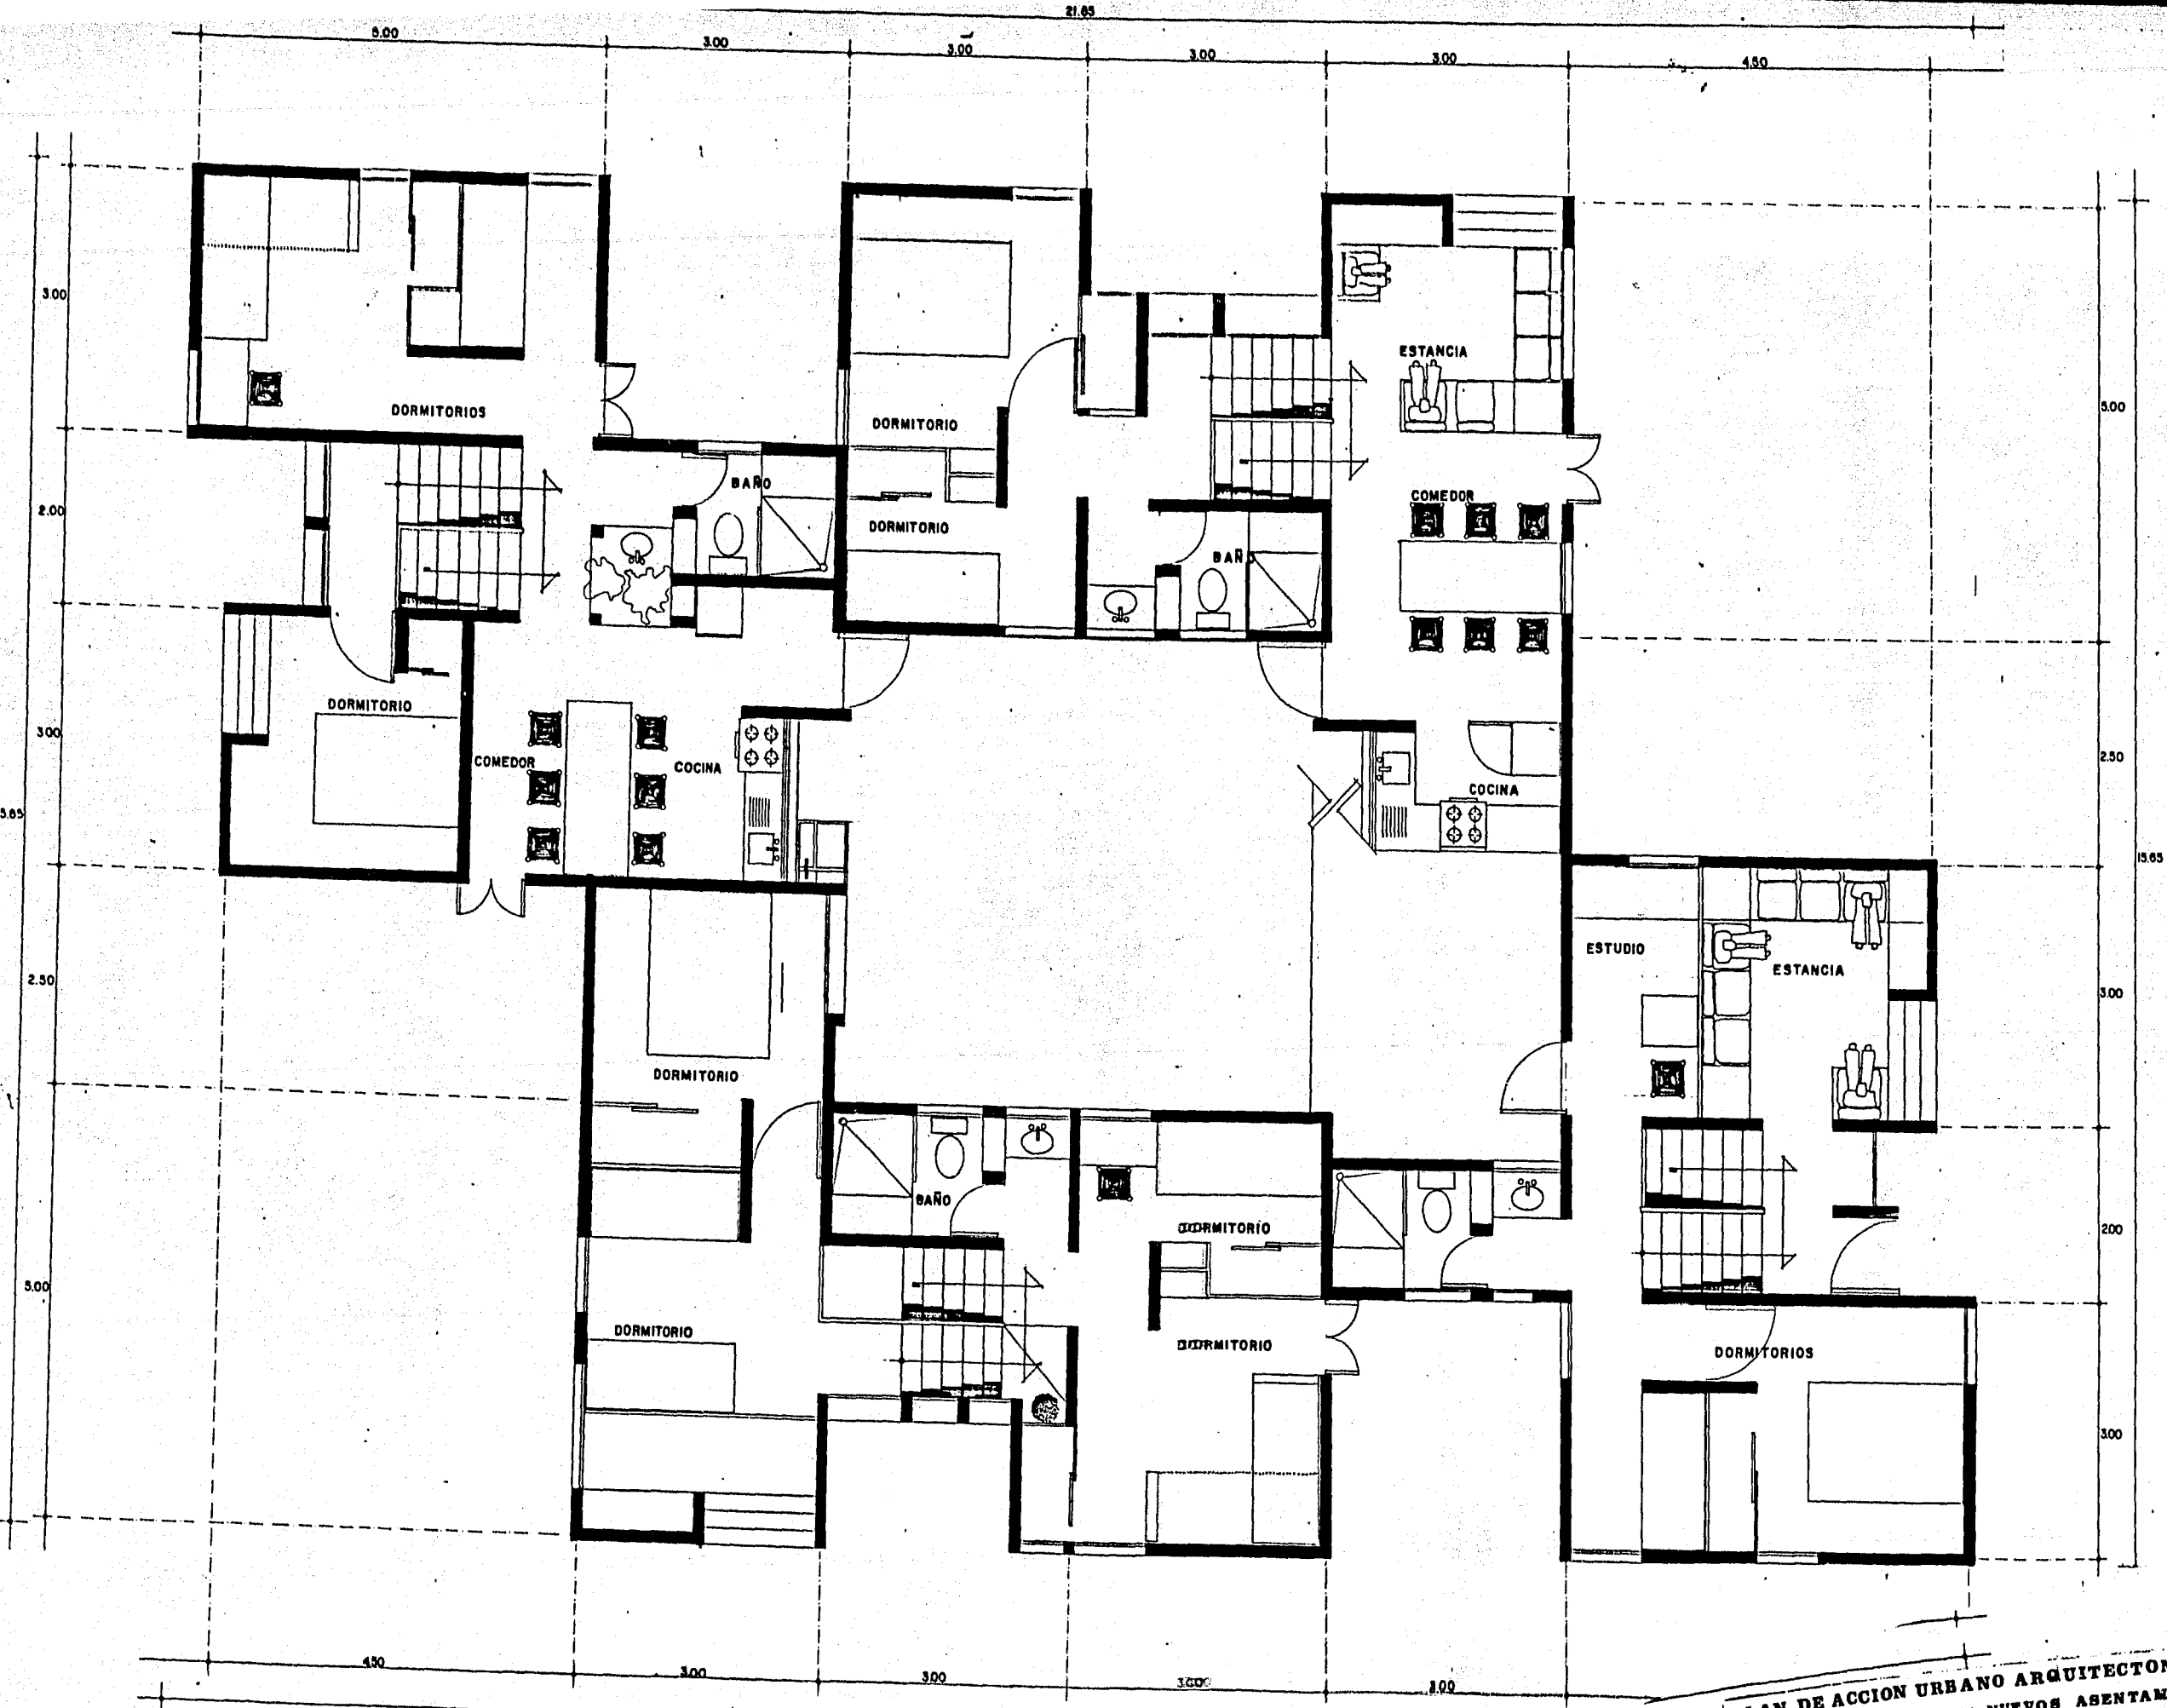 21.65
5.00 3.00 3.00 3.00 3.00 4.50
3.00
ESTANCIA
DORMITORIOS
5.00
DORMITORIO
BAÑO
COMEDOR
2.00
DORMITORIO
BAÑO
DORMITORIO
3.00
COMEDOR
COCINA
2.50
COCINA
5.65
15.65
ESTUDIO
ESTANCIA
2.50
3.00
DORMITORIO
BAÑO
DORMITORIO
2.00
5.00
DORMITORIO
DORMITORIO
DORMITORIOS
3.00
4.50 3.00 3.00 3.00 3.00
DE ACCION URBANO ARQUITECTON
NUEVOS ASENTAM